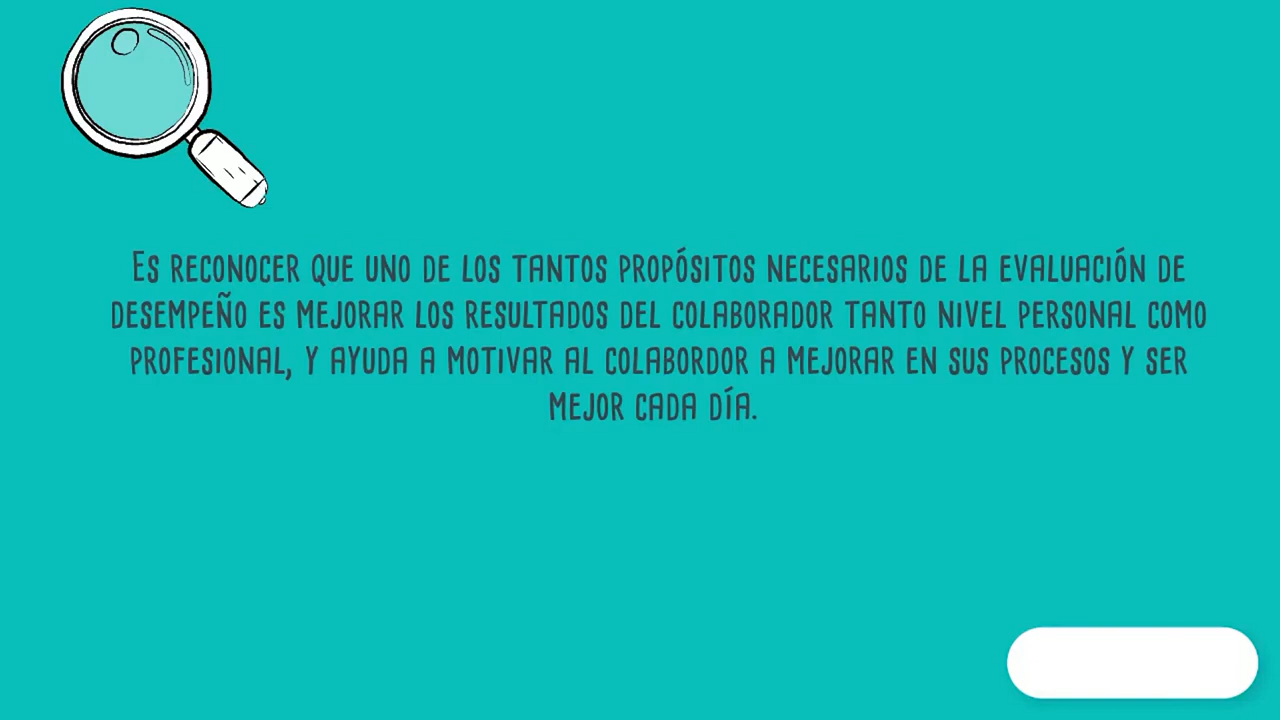 Es reconocer que uno de los tantos propósitos necesarios de la evaluación de
desempeño es mejorar los resultados del colaborador tanto nivel personal como
profesional, y ayuda a motivar al colabordor a mejorar en sus procesos y ser
mejor cada día.